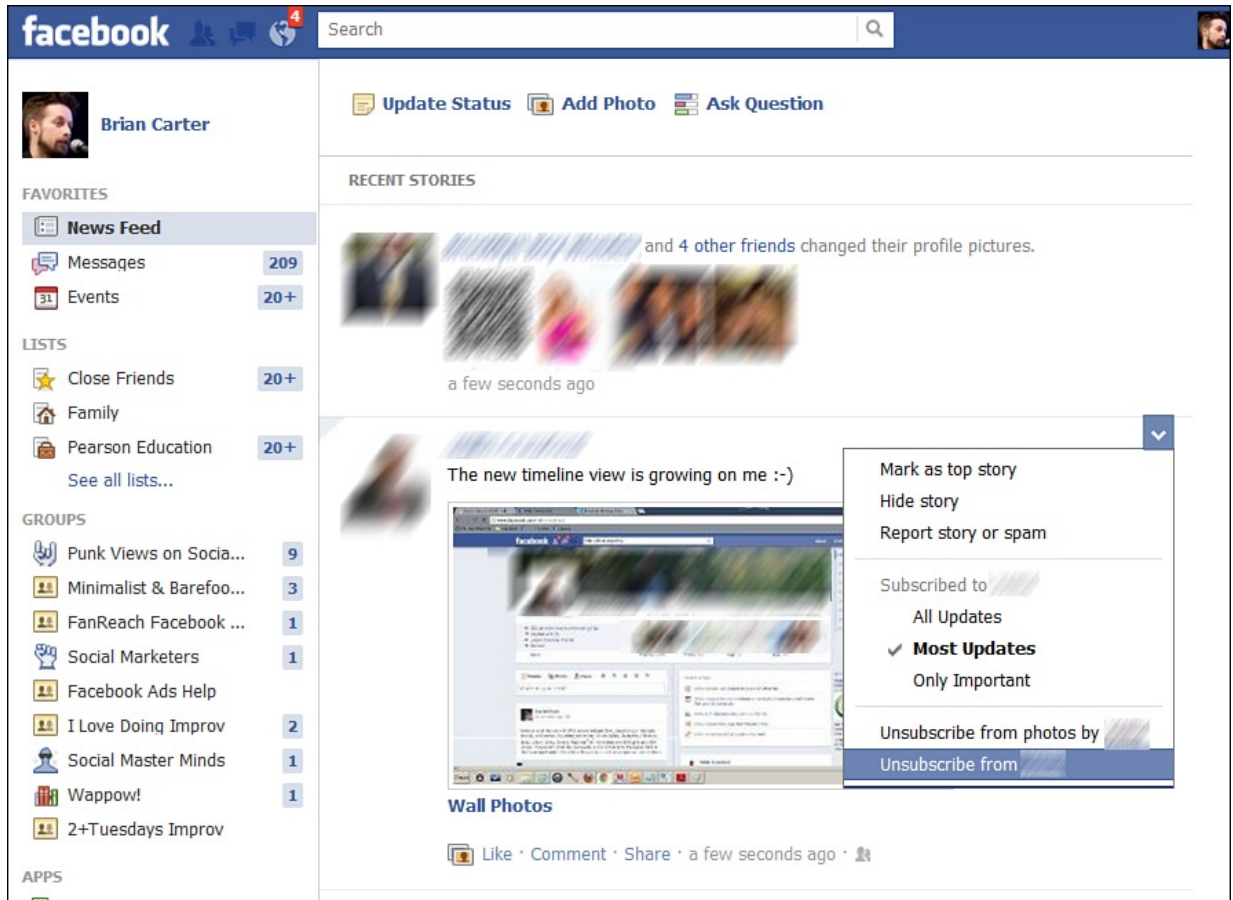 facebook
4
Search
Brian Carter
Update Status
Add Photo
Ask Question
FAVORITES
News Feed
Messages 209
31
Events 20+
LISTS
Close Friends 20+
Family
Pearson Education 20+
See all lists...
GROUPS
Punk Views on Socia... 9
Minimalist & Barefoo... 3
FanReach Facebook ... 1
Social Marketers 1
Facebook Ads Help
I Love Doing Improv 2
Social Master Minds 1
Wappow! 1
2+Tuesdays Improv
APPS
RECENT STORIES
and 4 other friends changed their profile pictures.
a few seconds ago
The new timeline view is growing on me :-)
facebook
Wall Photos
Like · Comment · Share · a few seconds ago ·
Mark as top story
Hide story
Report story or spam
Subscribed to
All Updates
Most Updates
Only Important
Unsubscribe from photos by
Unsubscribe from